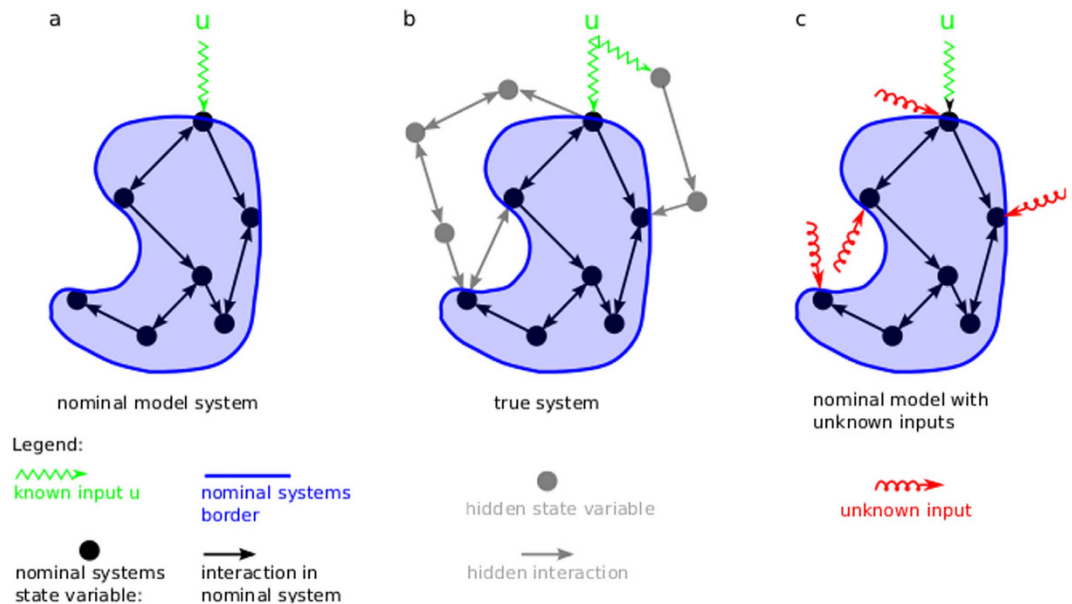 a
b
c
u
u
u
nominal model system
true system
nominal model with
unknown inputs
Legend:
known input u
nominal systems
border
hidden state variable
unknown input
nominal systems
state variable:
interaction in
nominal system
hidden interaction